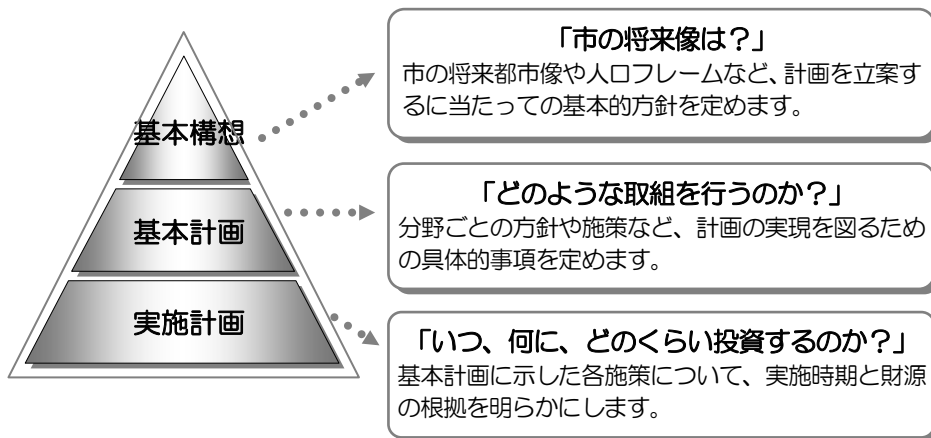 基本構想
「市の将来像は？」
市の将来都市像や人口フレームなど、計画を立案す
るに当たっての基本的方針を定めます。
基本計画
「どのような取組を行うのか？」
分野ごとの方針や施策など、計画の実現を図るため
の具体的事項を定めます。
実施計画
「いつ、何に、どのくらい投資するのか？」
基本計画に示した各施策について、実施時期と財源
の根拠を明らかにします。